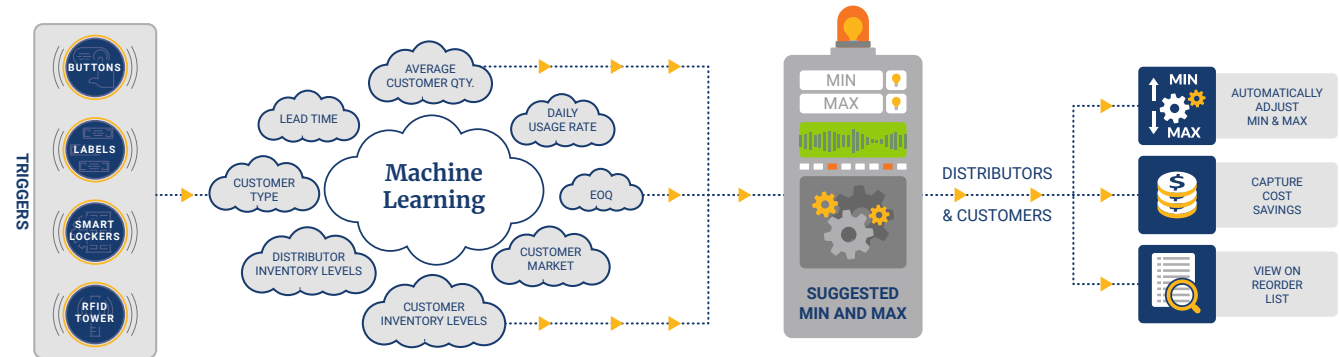 TRIGGERS
BUTTONS
LABELS
SMART
LOCKERS
RFID
TOWER
AVERAGE
CUSTOMER QTY.
LEAD TIME
DAILY
USAGE RATE
Machine
Learning
CUSTOMER
TYPE
EOQ
DISTRIBUTOR
INVENTORY LEVELS
CUSTOMER
MARKET
CUSTOMER
INVENTORY LEVELS
MIN
MAX
SUGGESTED
MIN AND MAX
DISTRIBUTORS
& CUSTOMERS
MIN
MAX
AUTOMATICALLY
ADJUST
MIN & MAX
$
CAPTURE
COST
SAVINGS
VIEW ON
REORDER
LIST